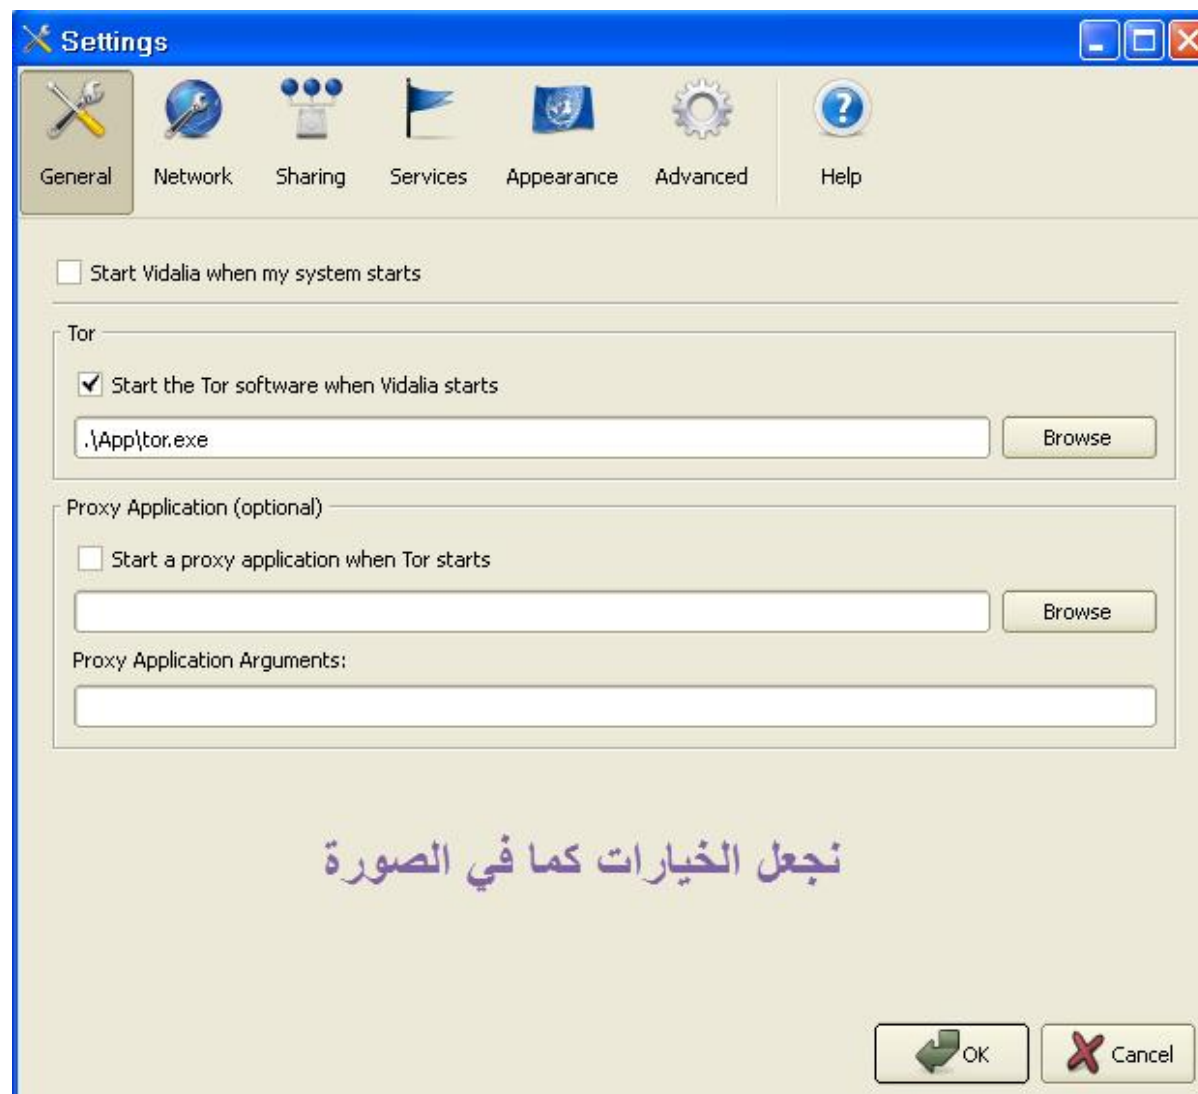 Settings
General Network Sharing Services Appearance Advanced Help
Start Vidalia when my system starts
Tor
Start the Tor software when Vidalia starts
.\App\tor.exe Browse
Proxy Application (optional)
Start a proxy application when Tor starts
Browse
Proxy Application Arguments:
نجعل الخيارات كما في الصورة
OK Cancel